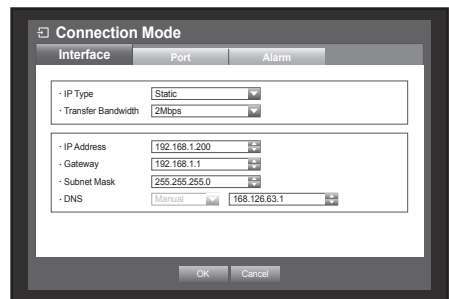 Connection Mode
Interface Port Alarm
· IP Type Static
· Transfer Bandwidth 2Mbps
· IP Address 192.168.1.200
· Gateway 192.168.1.1
· Subnet Mask 255.255.255.0
· DNS Manual 168.126.63.1
OK Cancel